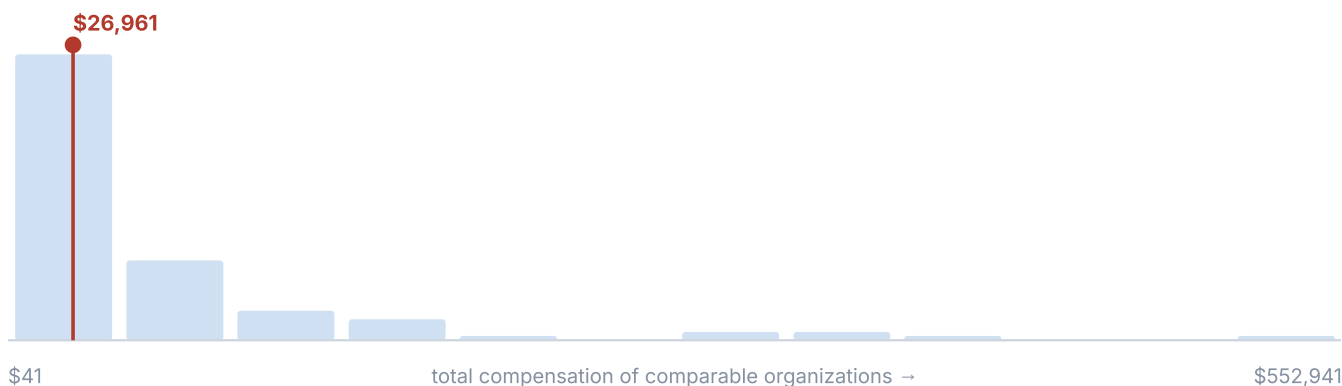 $26,961
$41 total compensation of comparable organizations → $552,941